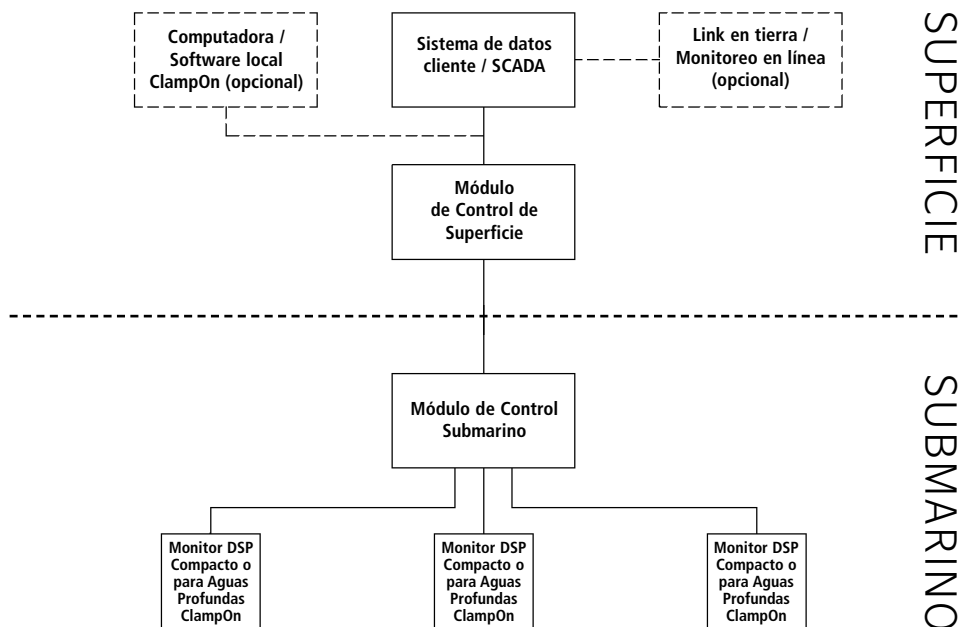 Computadora /
Software local
ClampOn (opcional)
Sistema de datos
cliente / SCADA
Link en tierra /
Monitoreo en línea
(opcional)
SUPERFICIE
Módulo
de Control de
Superficie
Módulo de Control
Submarino
SUBMARINO
Monitor DSP
Compacto o
para Aguas
Profundas
ClampOn
Monitor DSP
Compacto o
para Aguas
Profundas
ClampOn
Monitor DSP
Compacto o
para Aguas
Profundas
ClampOn